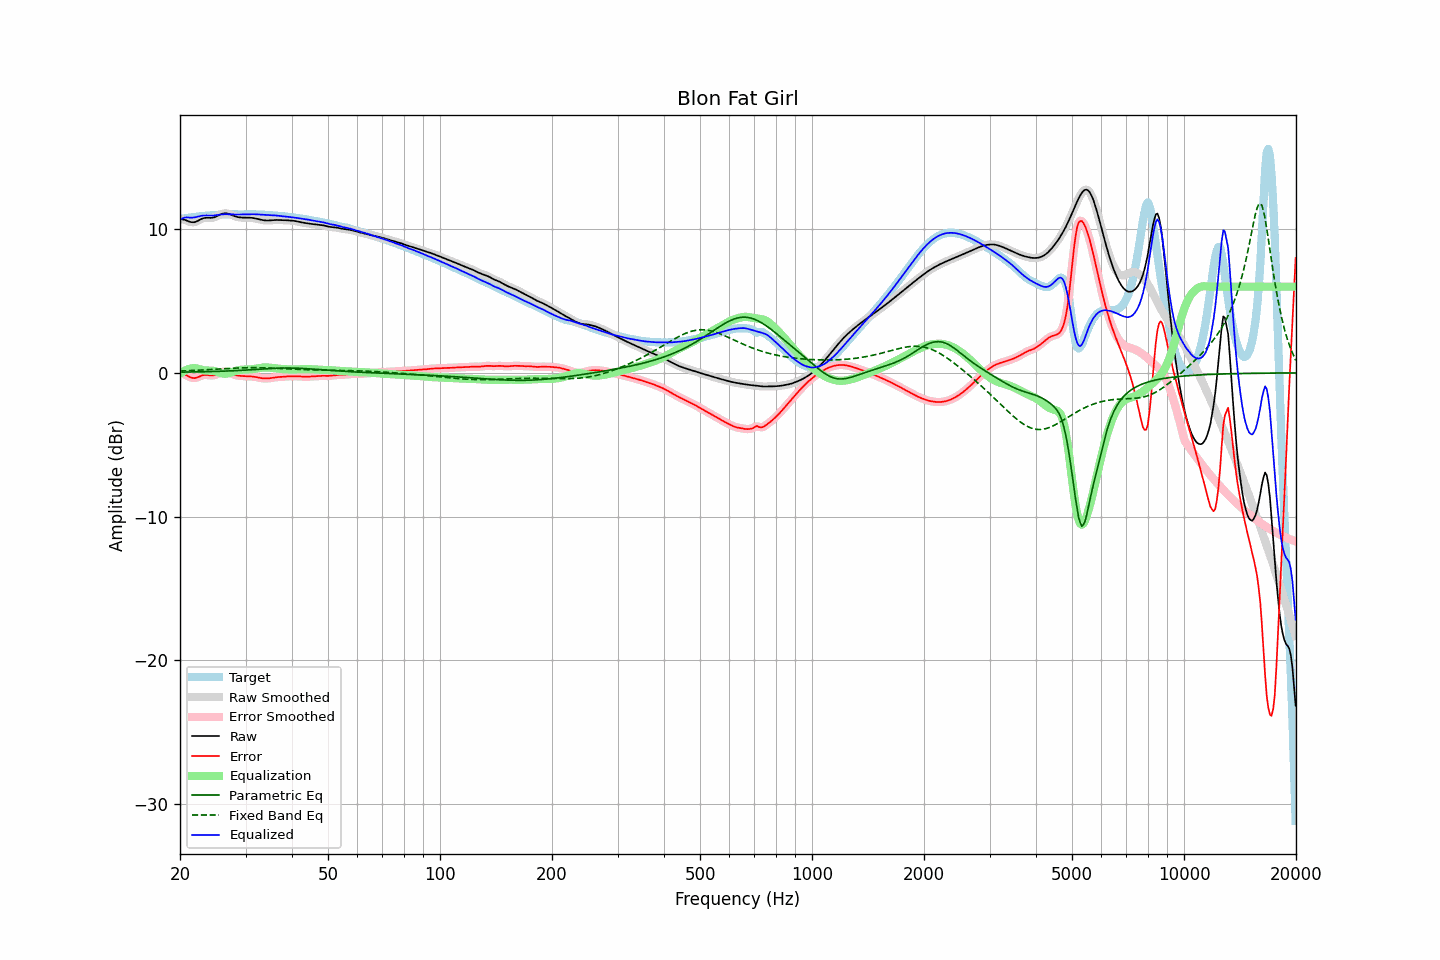 Blon Fat Girl
Amplitude (dBr)
10
0
−10
−20
−30
Target
Raw Smoothed
Error Smoothed
Raw
Error
Equalization
Parametric Eq
Fixed Band Eq
Equalized
20 50 100 200 500 1000 2000 5000 10000 20000
Frequency (Hz)